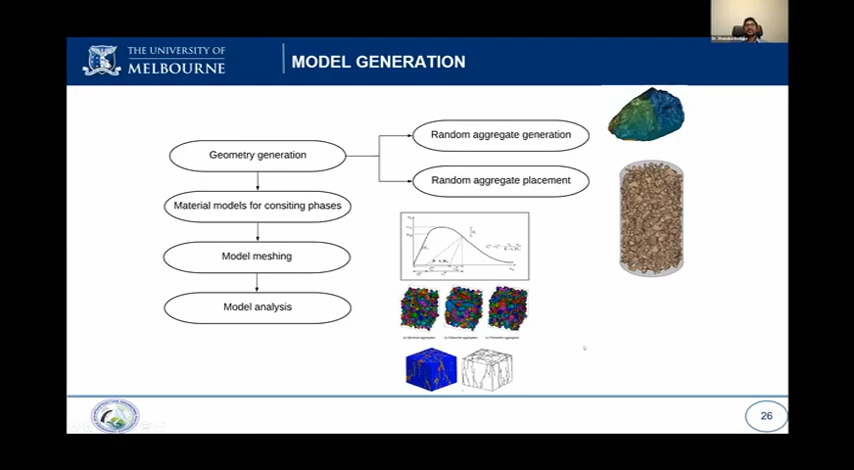 THE UNIVERSITY OF
MELBOURNE
MODEL GENERATION
Geometry generation
Random aggregate generation
Random aggregate placement
Material models for consiting phases
Model meshing
Model analysis
26